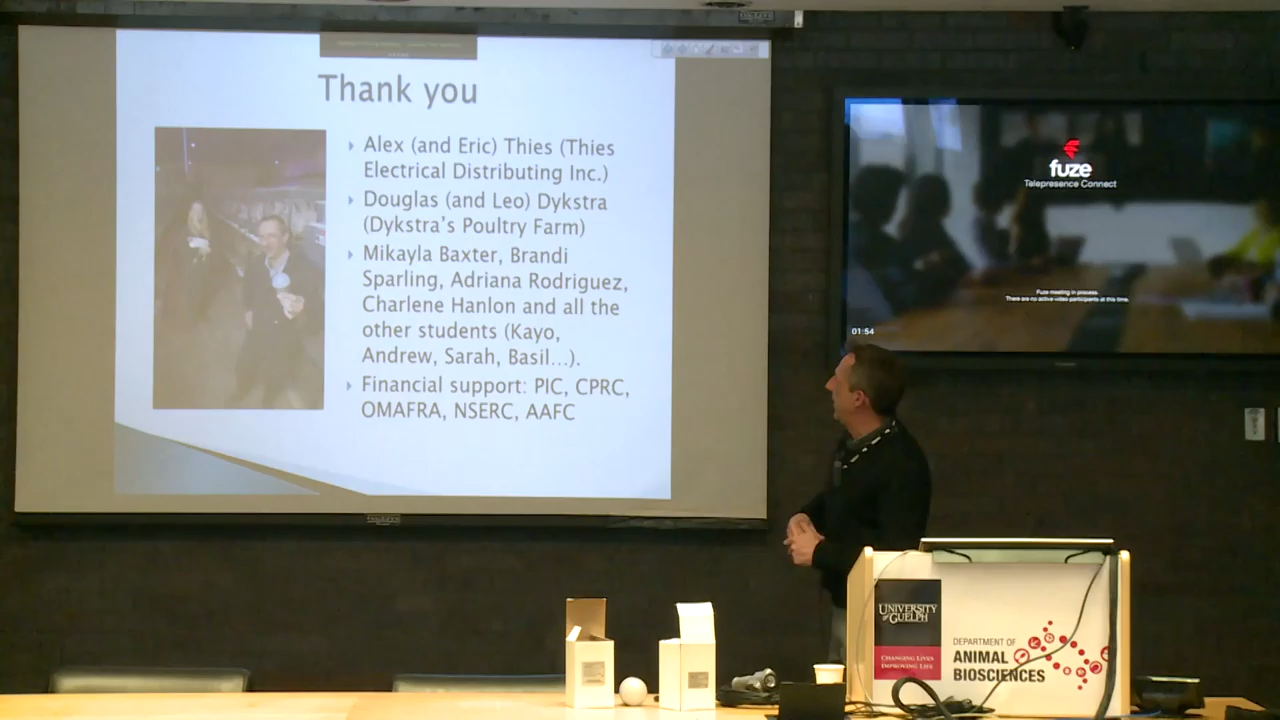 Thank you
Alex (and Eric) Thies (Thies
Electrical Distributing Inc.)
Douglas (and Leo) Dykstra
(Dykstra's Poultry Farm)
Mikayla Baxter, Brandi
Sparling, Adriana Rodriguez,
Charlene Hanlon and all the
other students (Kayo,
Andrew, Sarah, Basil...).
Financial support: PIC, CPRC,
OMAFRA, NSERC, AAFC
fuze
Telepresence Connect
Fuze meeting in process.
There are no active video participants at this time.
01:54
UNIVERSITY
of GUELPH
CHANGING LIVES
IMPROVING LIFE
DEPARTMENT OF
ANIMAL
BIOSCIENCES